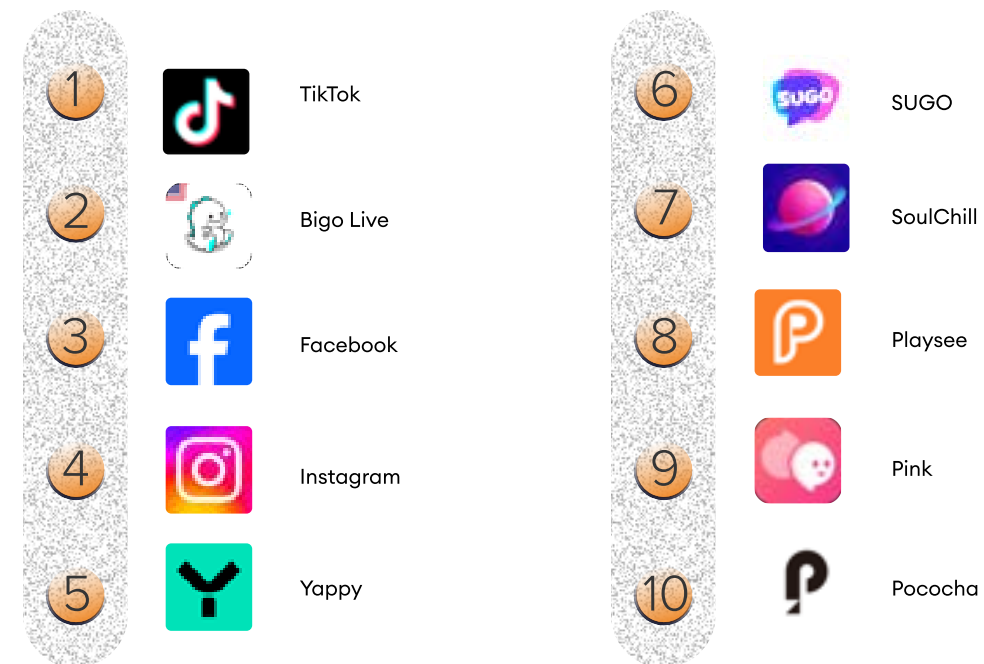 1
TikTok
2
Bigo Live
3
Facebook
4
Instagram
5
Yappy
6
SUGO
SUGO
7
SoulChill
8
Playsee
9
Pink
10
Pococha